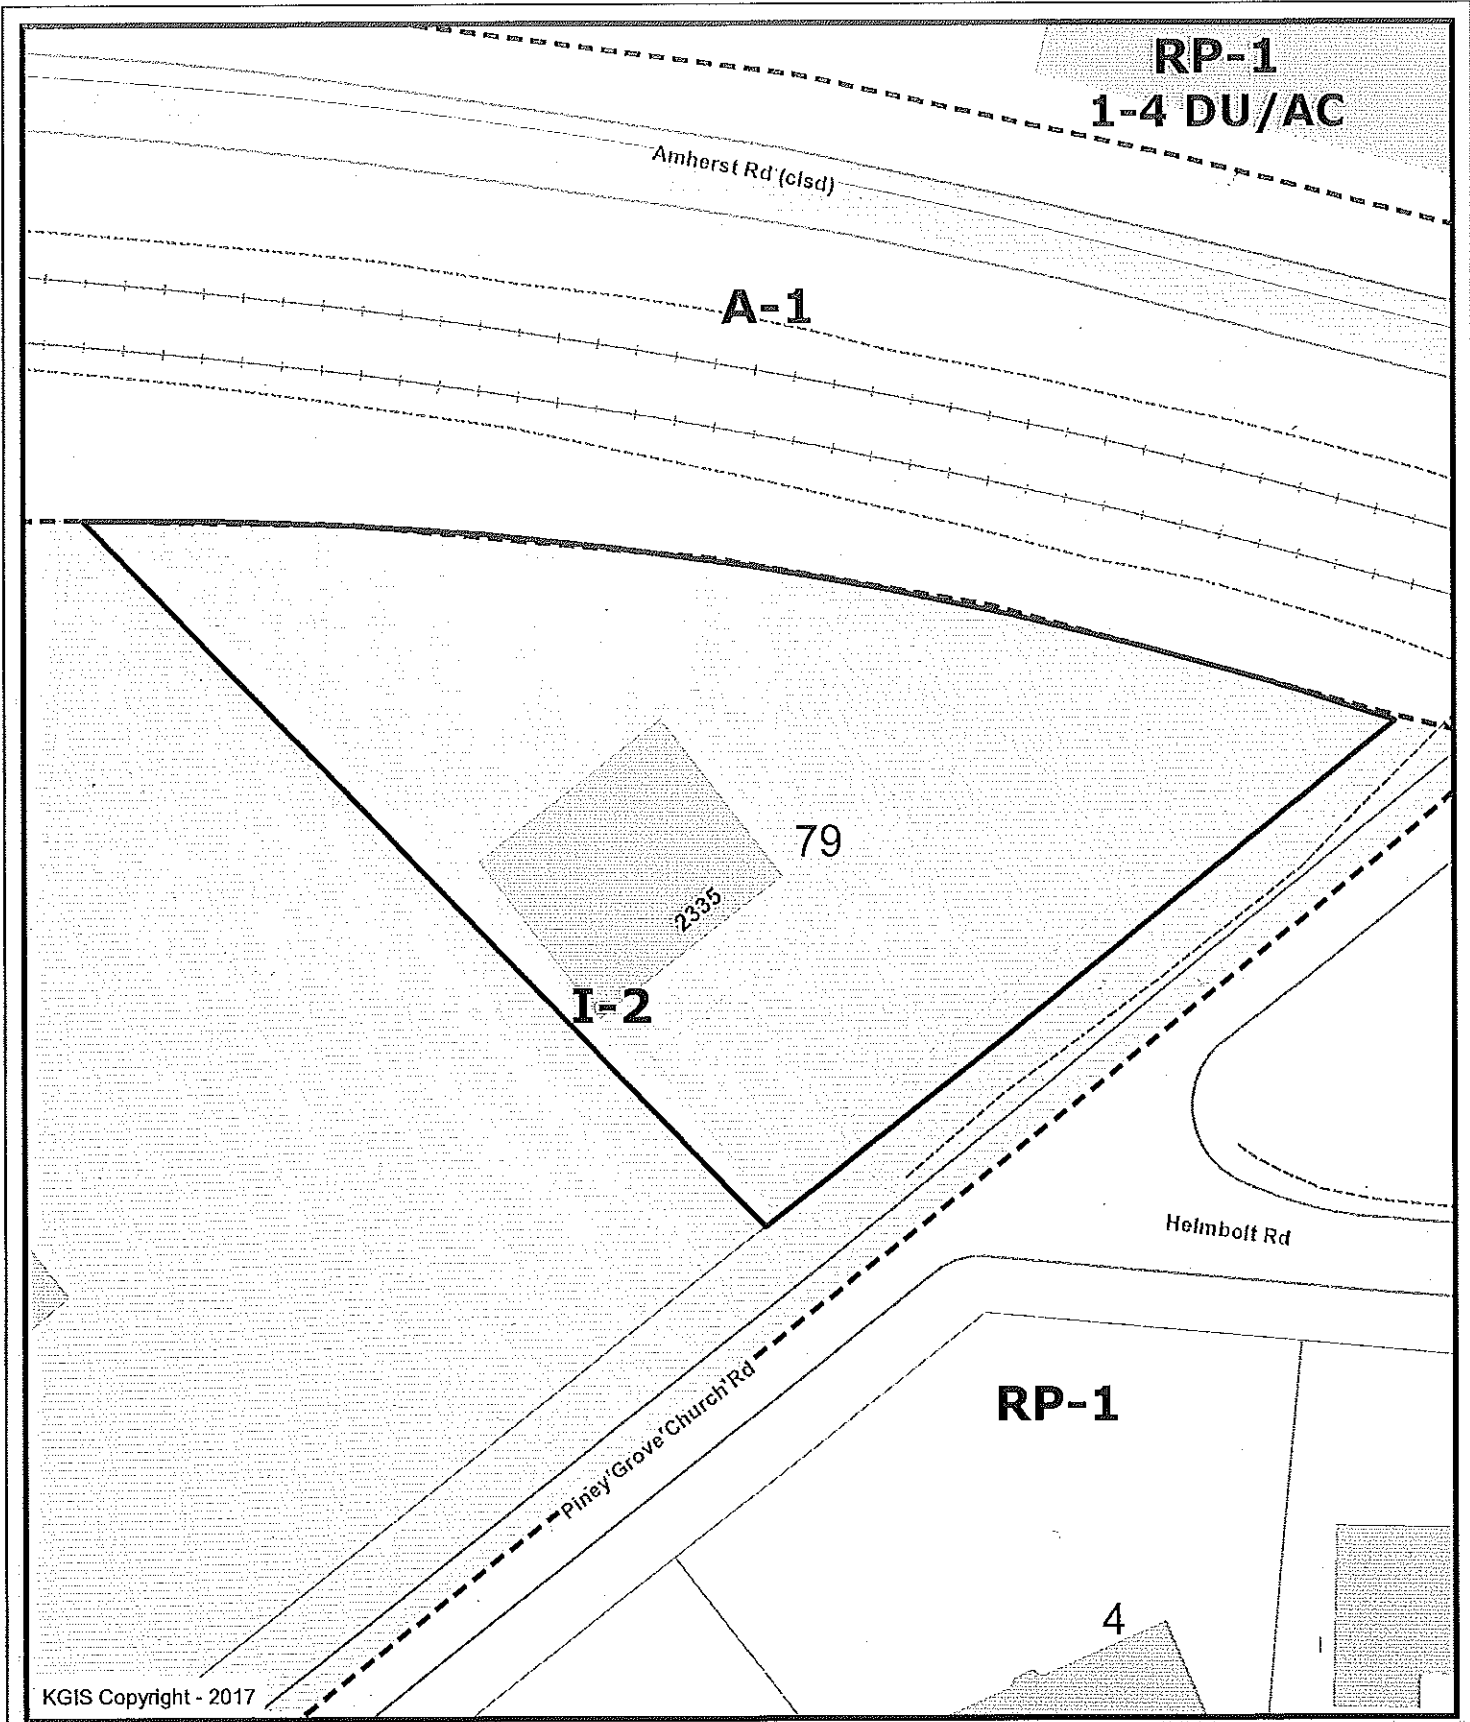 RP-1
1-4 DU/AC
Amherst Rd (clsd)
A-1
79
2335
I-2
Helmbolt Rd
RP-1
Piney Grove Church Rd
4
KGIS Copyright - 2017